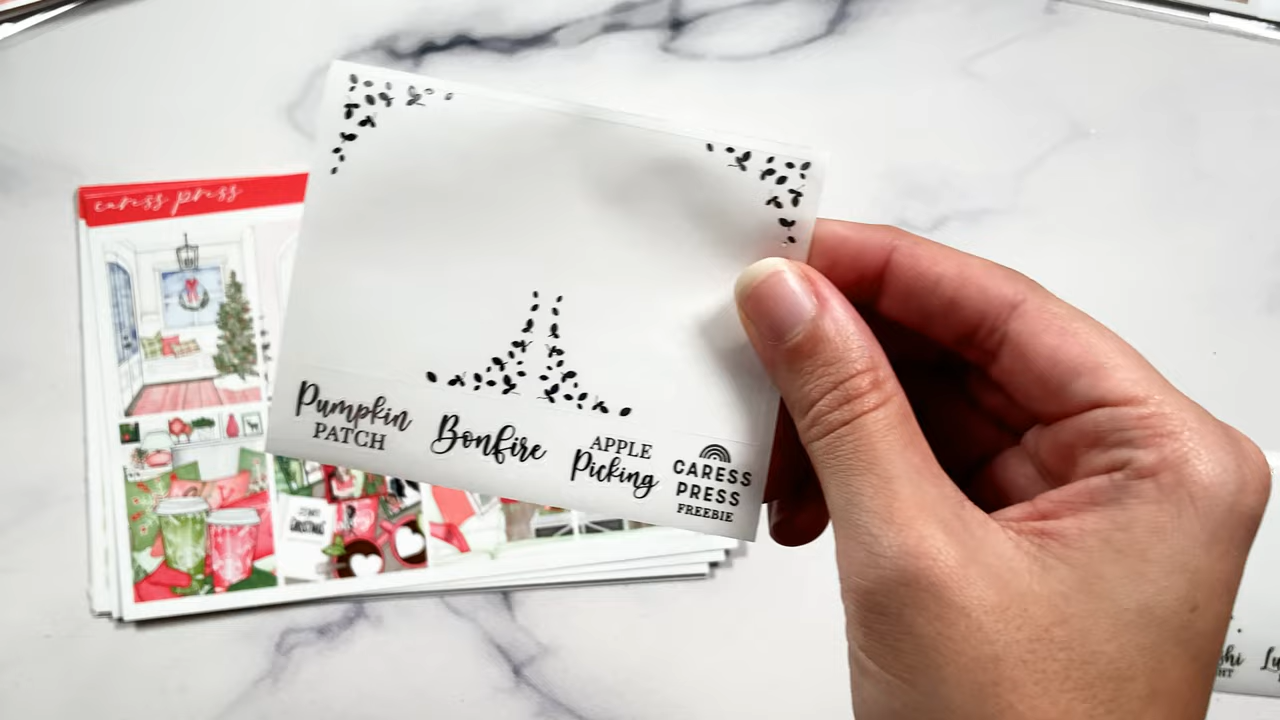 caress press
Pumpkin
PATCH
Bonfire
APPLE
Picking
CARESS
PRESS
FREEBIE